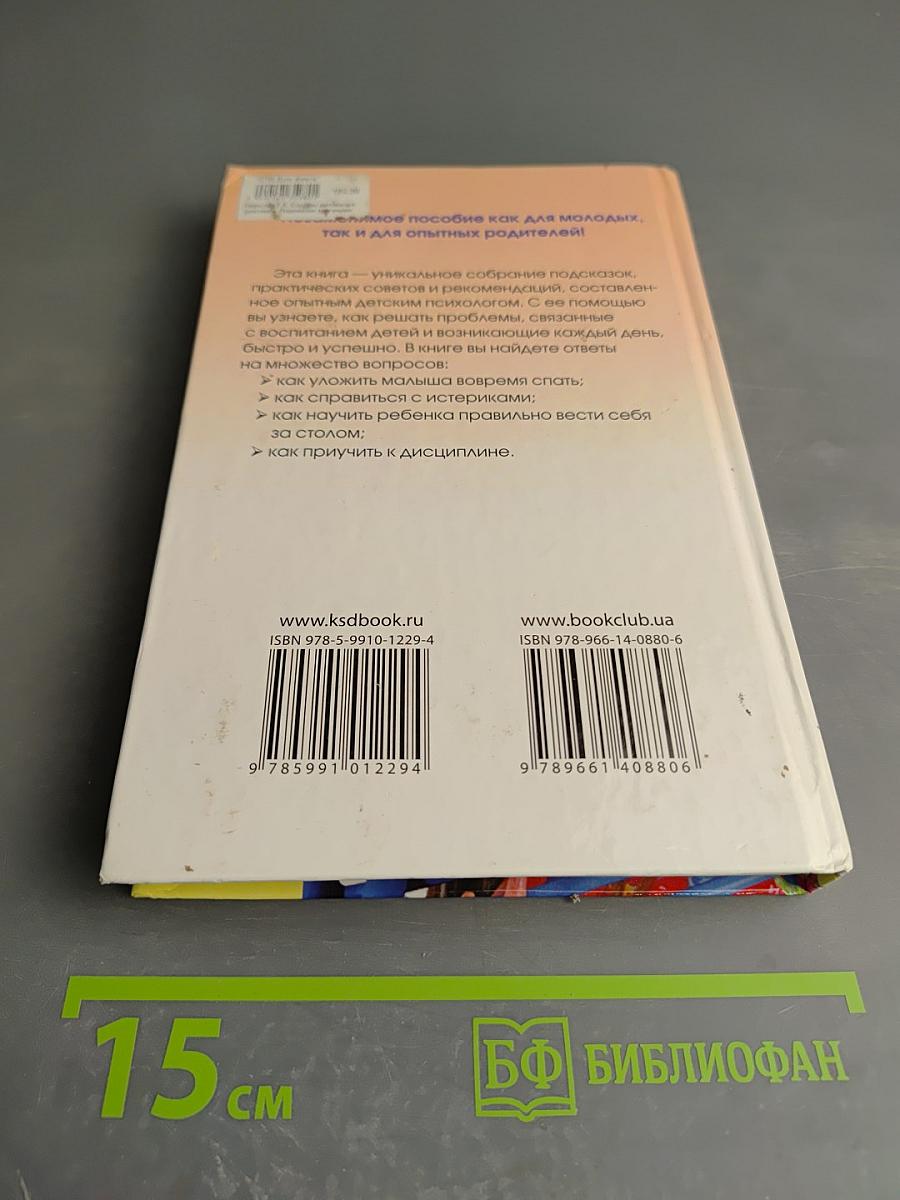 пособие как для молодых,
так и для опытных родителей!
Эта книга — уникальное собрание подсказок,
практических советов и рекомендаций, составлен-
ное опытным детским психологом. С ее помощью
вы узнаете, как решать проблемы, связанные
с воспитанием детей и возникающие каждый день,
быстро и успешно. В книге вы найдете ответы
на множество вопросов:
➢ как уложить малыша вовремя спать;
➢ как справиться с истериками;
➢ как научить ребенка правильно вести себя
за столом;
➢ как приучить к дисциплине.
www.ksdbook.ru
ISBN 978-5-9910-1229-4
9 785991 012294
www.bookclub.ua
ISBN 978-966-14-0880-6
9 789661 408806
15 см
БФ БИБЛИОФАН